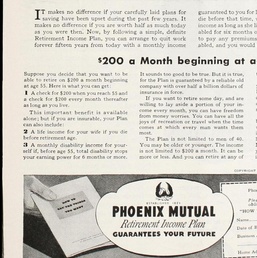 IT makes no difference if your carefully laid plans for
saving have been upset during the past few years. It
makes no difference if you are worth half as much today
as you were then. Now, by following a simple, definite
Retirement Income Plan, you can arrange to quit work
forever fifteen years from today with a monthly income
guaranteed to you for
before that time,
income as long as the
abled for six months o
to pay any premiums
abled, and you would
$200 a Month beginning at a
Suppose you decide that you want to be
able to retire on $200 a month beginning
at age 55. Here is what you can get:
1 A check for $200 when you reach 55 and
a check for $200 every month thereafter
as long as you live.
This important benefit is available
alone; but if you are insurable, your Plan
can also include:
2 A life income for your wife if you die
before retirement age.
3 A monthly disability income for your-
self if, before age 55, total disability stops
your earning power for 6 months or more.
It sounds too good to be true. But it is true,
for the Plan is guaranteed by a reliable old
company with over half a billion dollars
of insurance in force.
If you want to retire some day, and are
willing to lay aside a portion of your in-
come every month, you can have freedom
from money worries. You can have all the
joys of recreation or travel when the time
comes at which every man wants them
most.
The Plan is not limited to men of 40.
You may be older or younger. The income
is not limited to $200 a month. It can be
more or less. And you can retire at any of
PHOENIX MUTUAL
Retirement Income Plan
GUARANTEES YOUR FUTURE